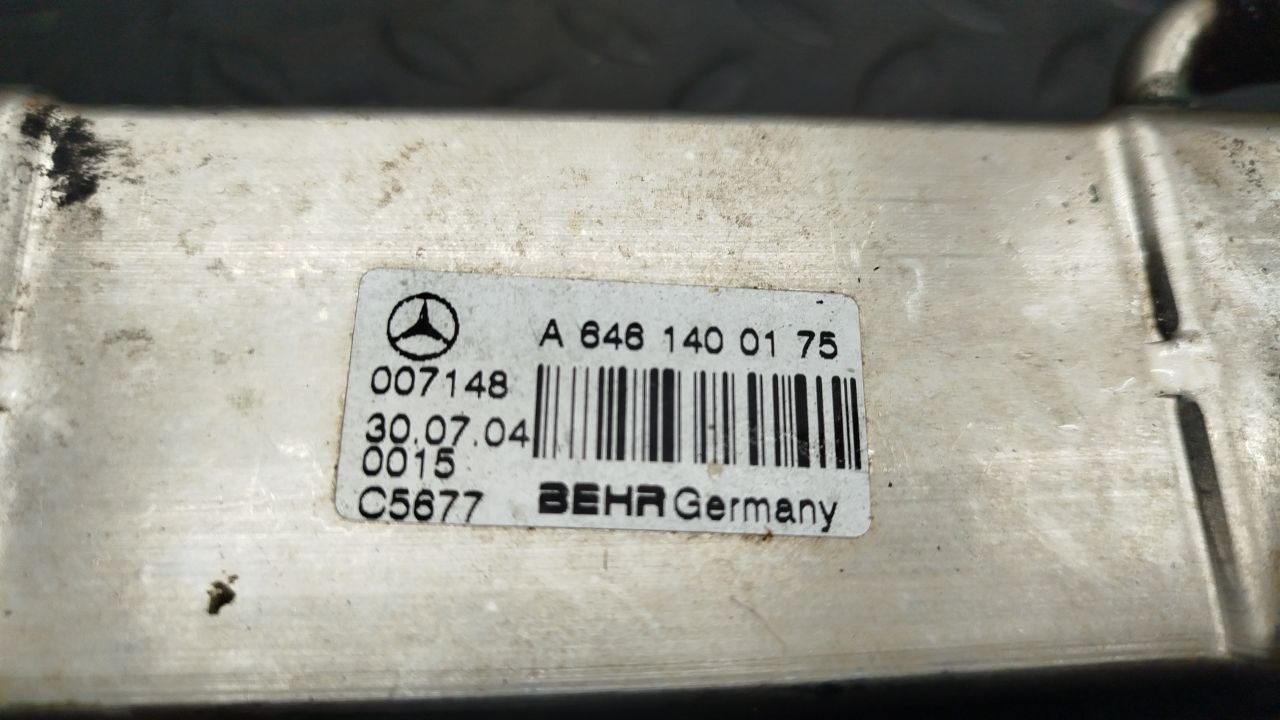 A 646 140 01 75
007148
30.07.04
0015
C5677
BEHR Germany